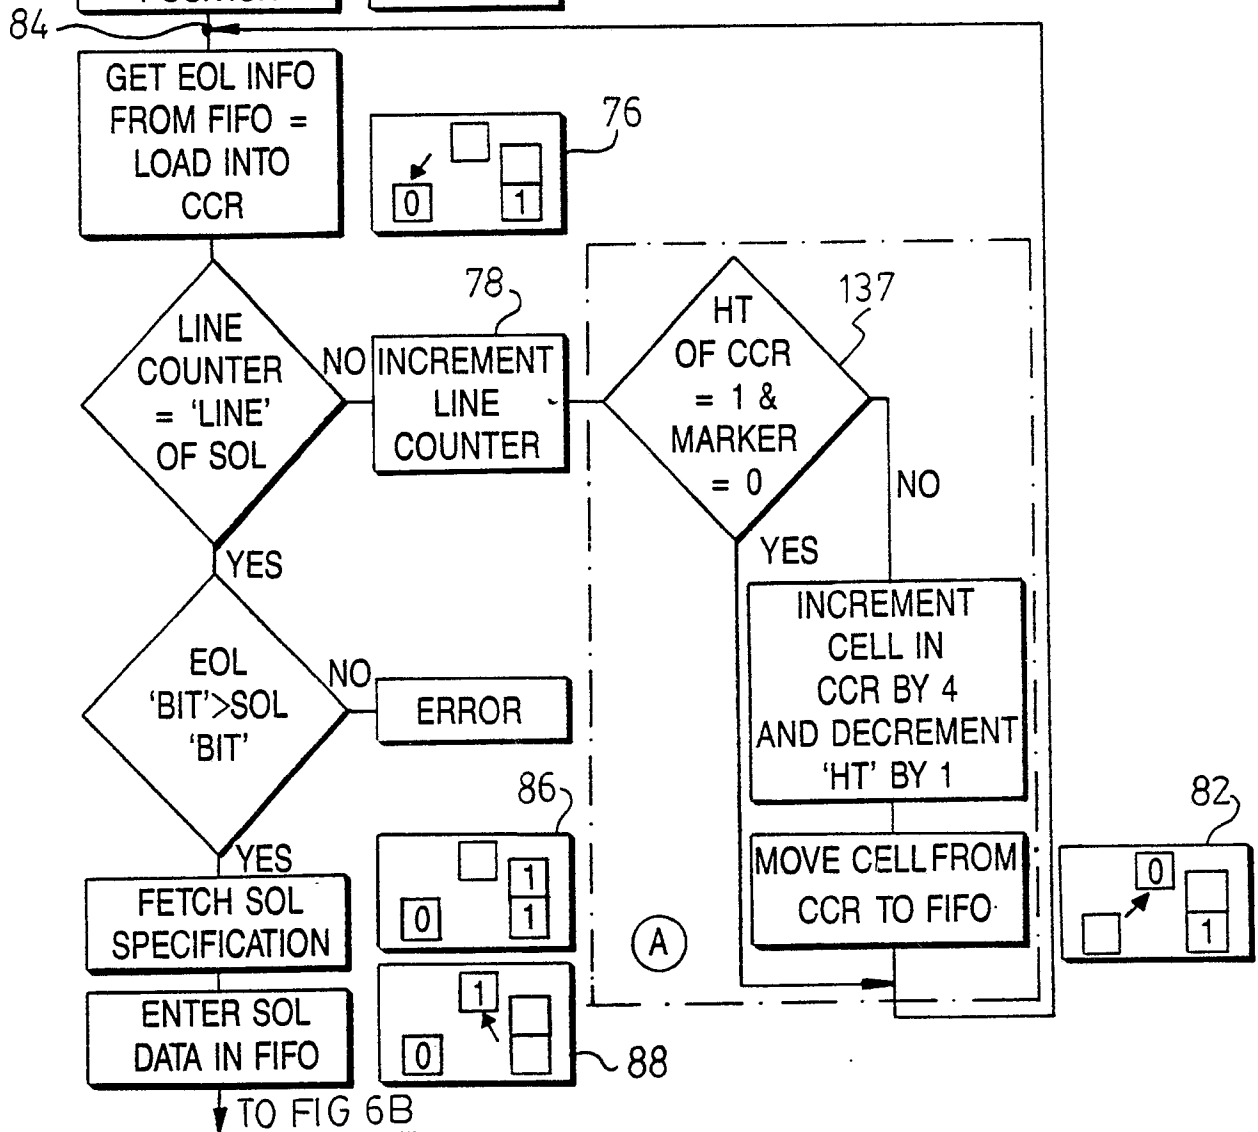 84
GET EOL INFO
FROM FIFO =
LOAD INTO
CCR
76
0
1
LINE
COUNTER
= 'LINE'
OF SOL
NO
78
INCREMENT
LINE
COUNTER
HT
OF CCR
= 1 &
MARKER
= 0
137
NO
YES
YES
INCREMENT
CELL IN
CCR BY 4
AND DECREMENT
'HT' BY 1
EOL
'BIT'>SOL
'BIT'
NO
ERROR
YES
86
1
0
1
MOVE CELL FROM
CCR TO FIFO
82
0
1
FETCH SOL
SPECIFICATION
A
ENTER SOL
DATA IN FIFO
1
0
88
TO FIG 6B